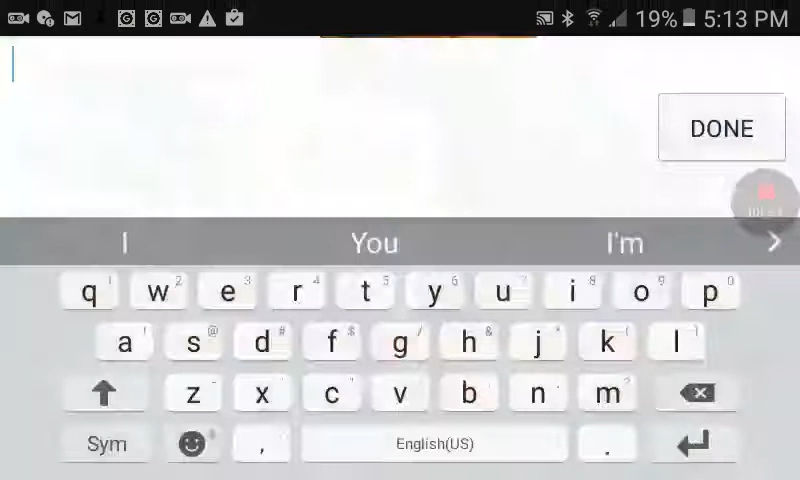 19% 5:13 PM
DONE
I You I'm
q 1 w 2 e 3 r 4 t 5 y 6 u 7 i 8 o 9 p 0
a ! s @ d # f $ g / h & j * k ( l )
z - x ' c " v b n m ?
Sym , English(US) .